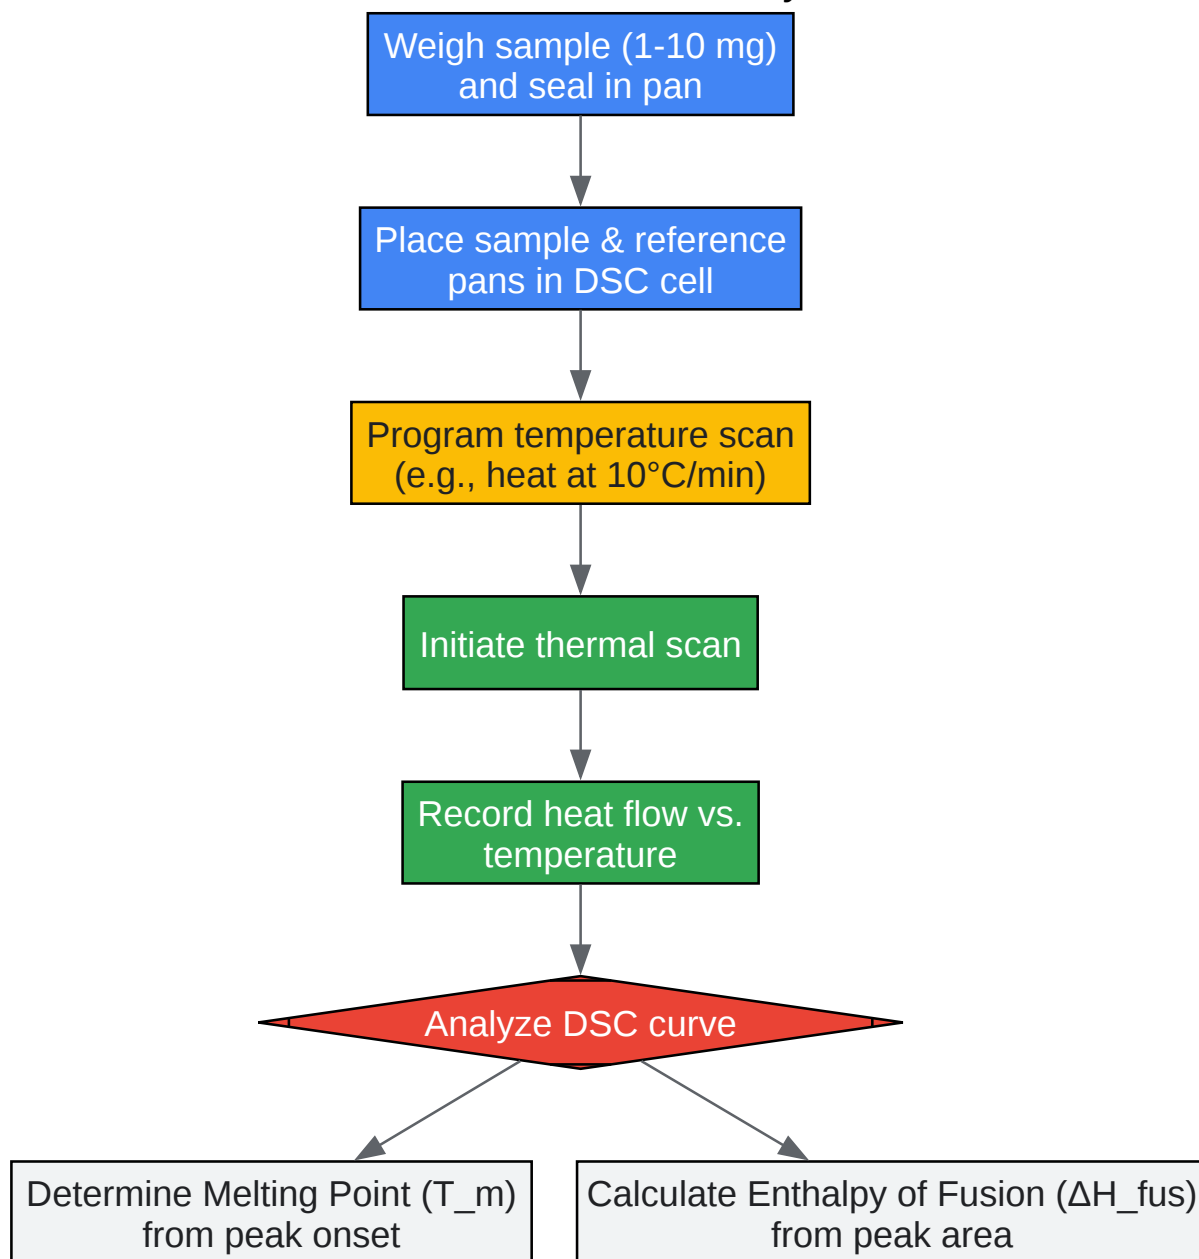 Weigh sample (1-10 mg)
and seal in pan
Place sample & reference
pans in DSC cell
Program temperature scan
(e.g., heat at 10°C/min)
Initiate thermal scan
Record heat flow vs.
temperature
Analyze DSC curve
Determine Melting Point (T_m)
from peak onset
Calculate Enthalpy of Fusion (ΔH_fus)
from peak area